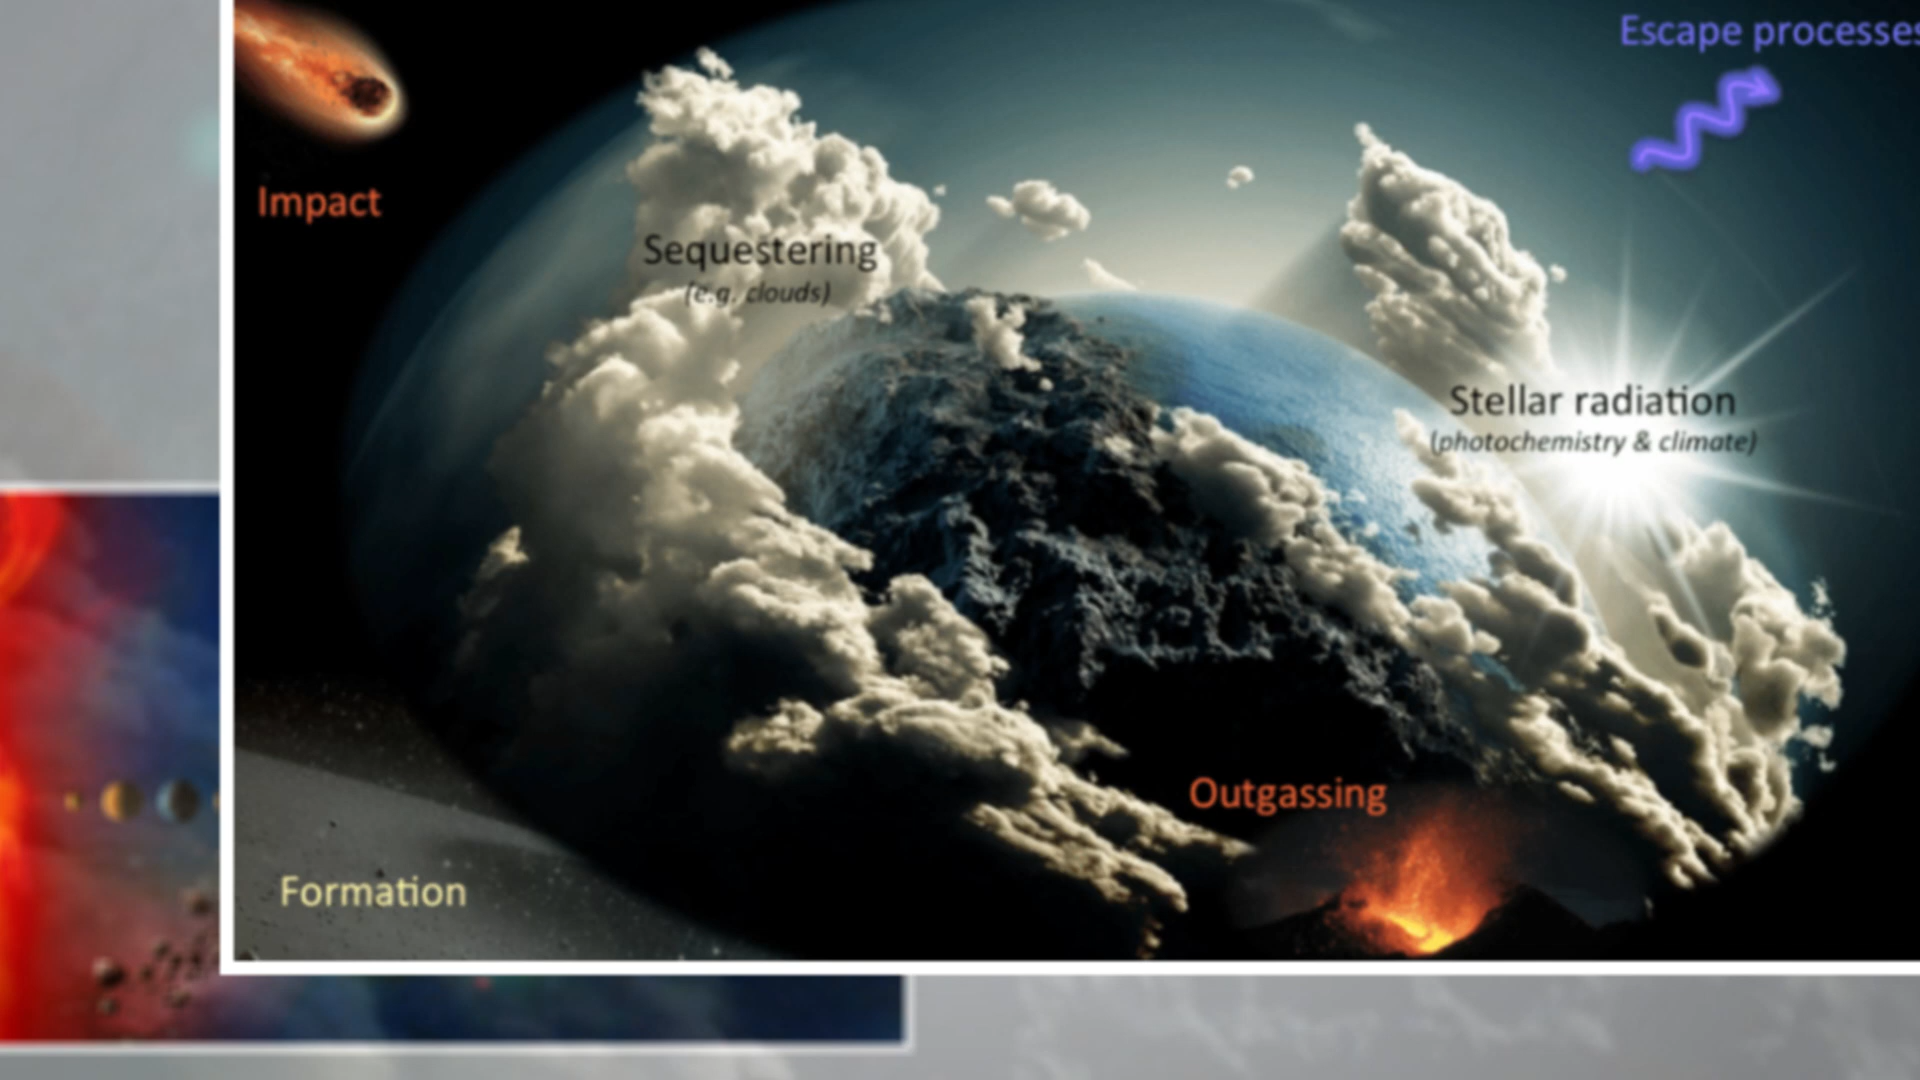 Escape processes
Impact
Sequestering
(e.g. clouds)
Stellar radiation
(photochemistry & climate)
Outgassing
Formation